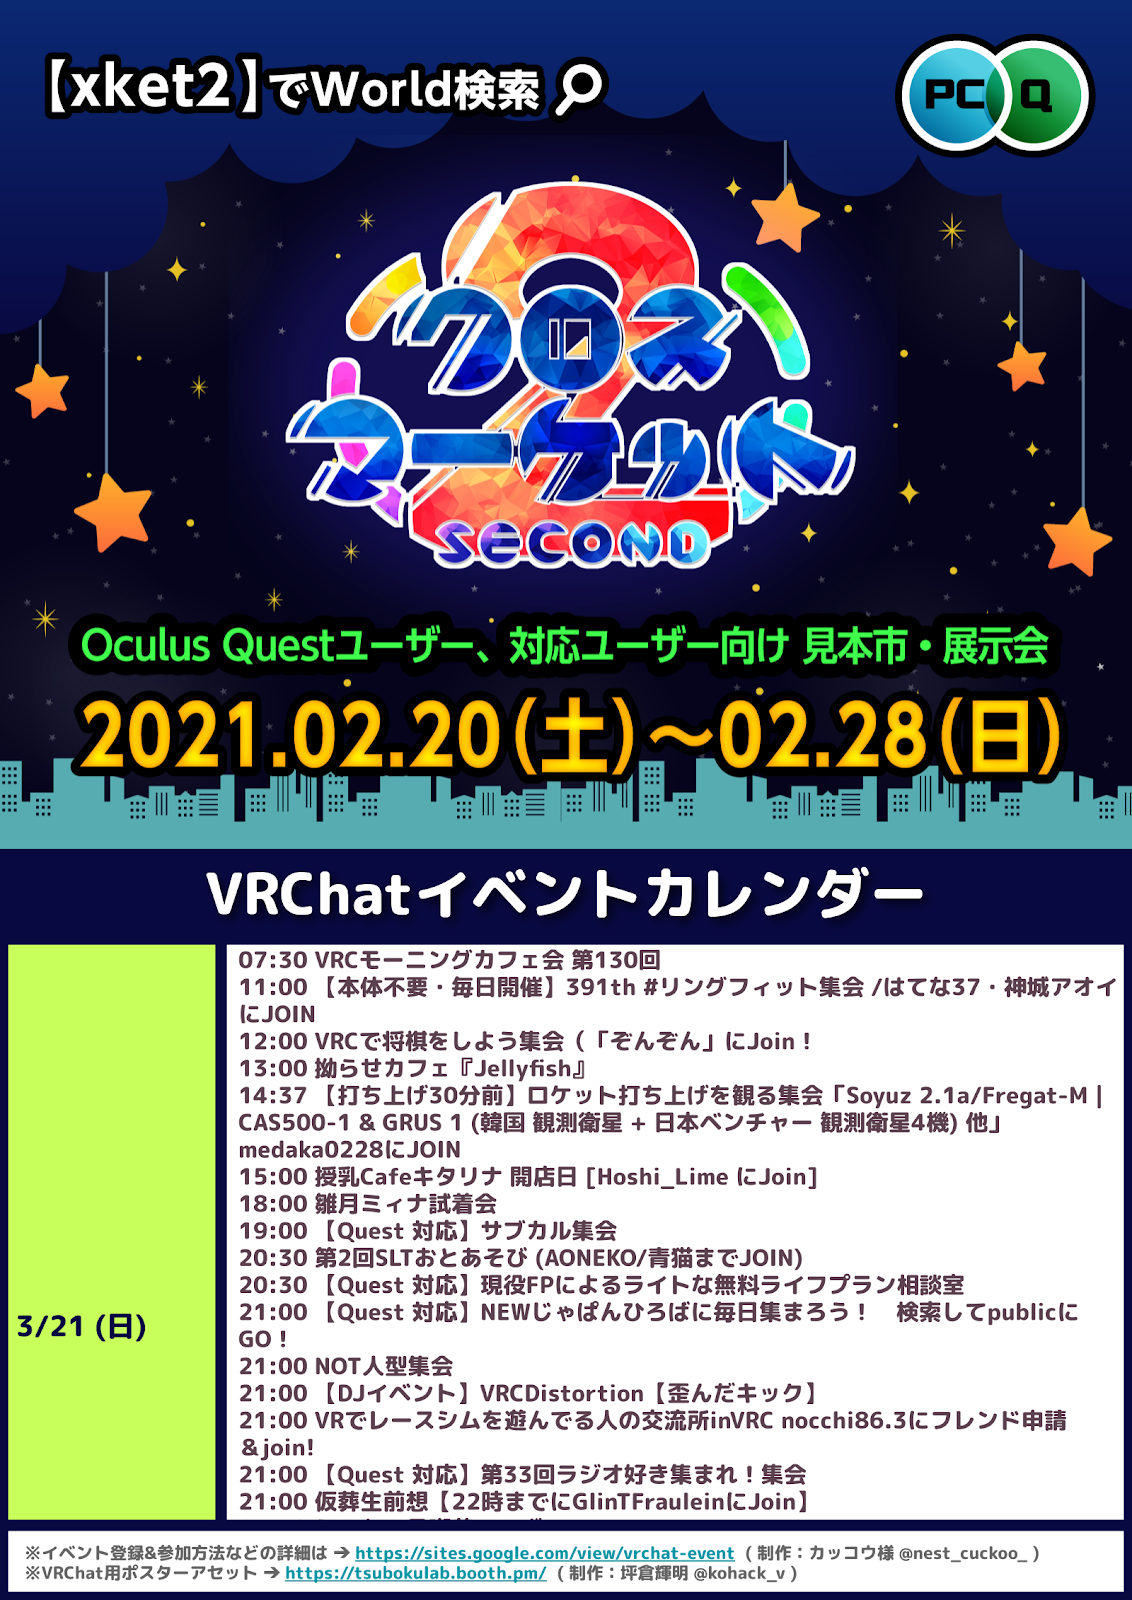 【xket2】でWorld検索
PC Q
クロス
マーケット
2
SECOND
Oculus Questユーザー、対応ユーザー向け 見本市・展示会
2021.02.20(土)～02.28(日)
VRChatイベントカレンダー
3/21 (日)
07:30 VRCモーニングカフェ会 第130回
11:00 【本体不要・毎日開催】391th #リングフィット集会 /はてな37・神城アオイ
にJOIN
12:00 VRCで将棋をしよう集会（「ぞんぞん」にJoin！
13:00 拗らせカフェ『Jellyfish』
14:37 【打ち上げ30分前】ロケット打ち上げを観る集会「Soyuz 2.1a/Fregat-M |
CAS500-1 & GRUS 1 (韓国 観測衛星 + 日本ベンチャー 観測衛星4機) 他」
medaka0228にJOIN
15:00 授乳Cafeキタリナ 開店日 [Hoshi_Lime にJoin]
18:00 雛月ミィナ試着会
19:00 【Quest 対応】サブカル集会
20:30 第2回SLTおとあそび (AONEKO/青猫までJOIN)
20:30 【Quest 対応】現役FPによるライトな無料ライフプラン相談室
21:00 【Quest 対応】NEWじゃぱんひろばに毎日集まろう！　検索してpublicに
GO！
21:00 NOT人型集会
21:00 【DJイベント】VRCDistortion【歪んだキック】
21:00 VRでレースシムを遊んでる人の交流所inVRC nocchi86.3にフレンド申請
＆join!
21:00 【Quest 対応】第33回ラジオ好き集まれ！集会
21:00 仮葬生前想【22時までにGlinTFrauleinにJoin】
※イベント登録&参加方法などの詳細は ➔ https://sites.google.com/view/vrchat-event （ 制作：カッコウ様 @nest_cuckoo_ ）
※VRChat用ポスターアセット ➔ https://tsubokulab.booth.pm/ （ 制作：坪倉輝明 @kohack_v ）